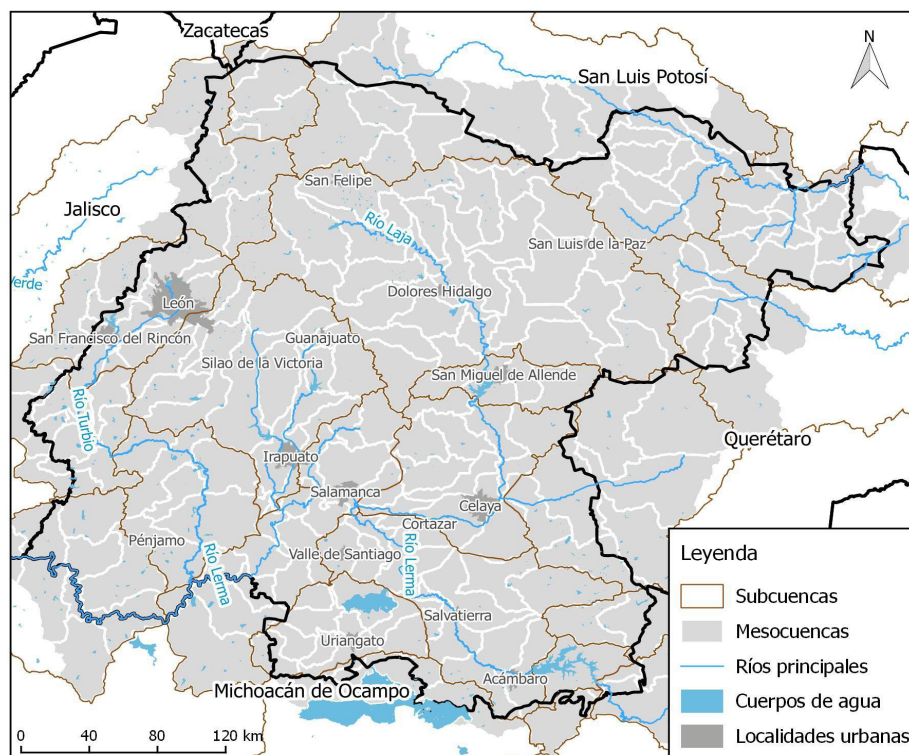 Zacatecas
San Luis Potosí
N
San Felipe
Jalisco
Río Laja
San Luis de la Paz
Verde
Dolores Hidalgo
León
San Francisco del Rincón
Guanajuato
Silao de la Victoria
San Miguel de Allende
Río Turbio
Querétaro
Irapuato
Salamanca
Celaya
Cortazar
Pénjamo
Valle de Santiago
Río Lerma
Río Lerma
Salvatierra
Uriangato
Acámbaro
Michoacán de Ocampo
Leyenda
Subcuencas
Mesocuencas
Ríos principales
Cuerpos de agua
Localidades urbanas
0 40 80 120 km